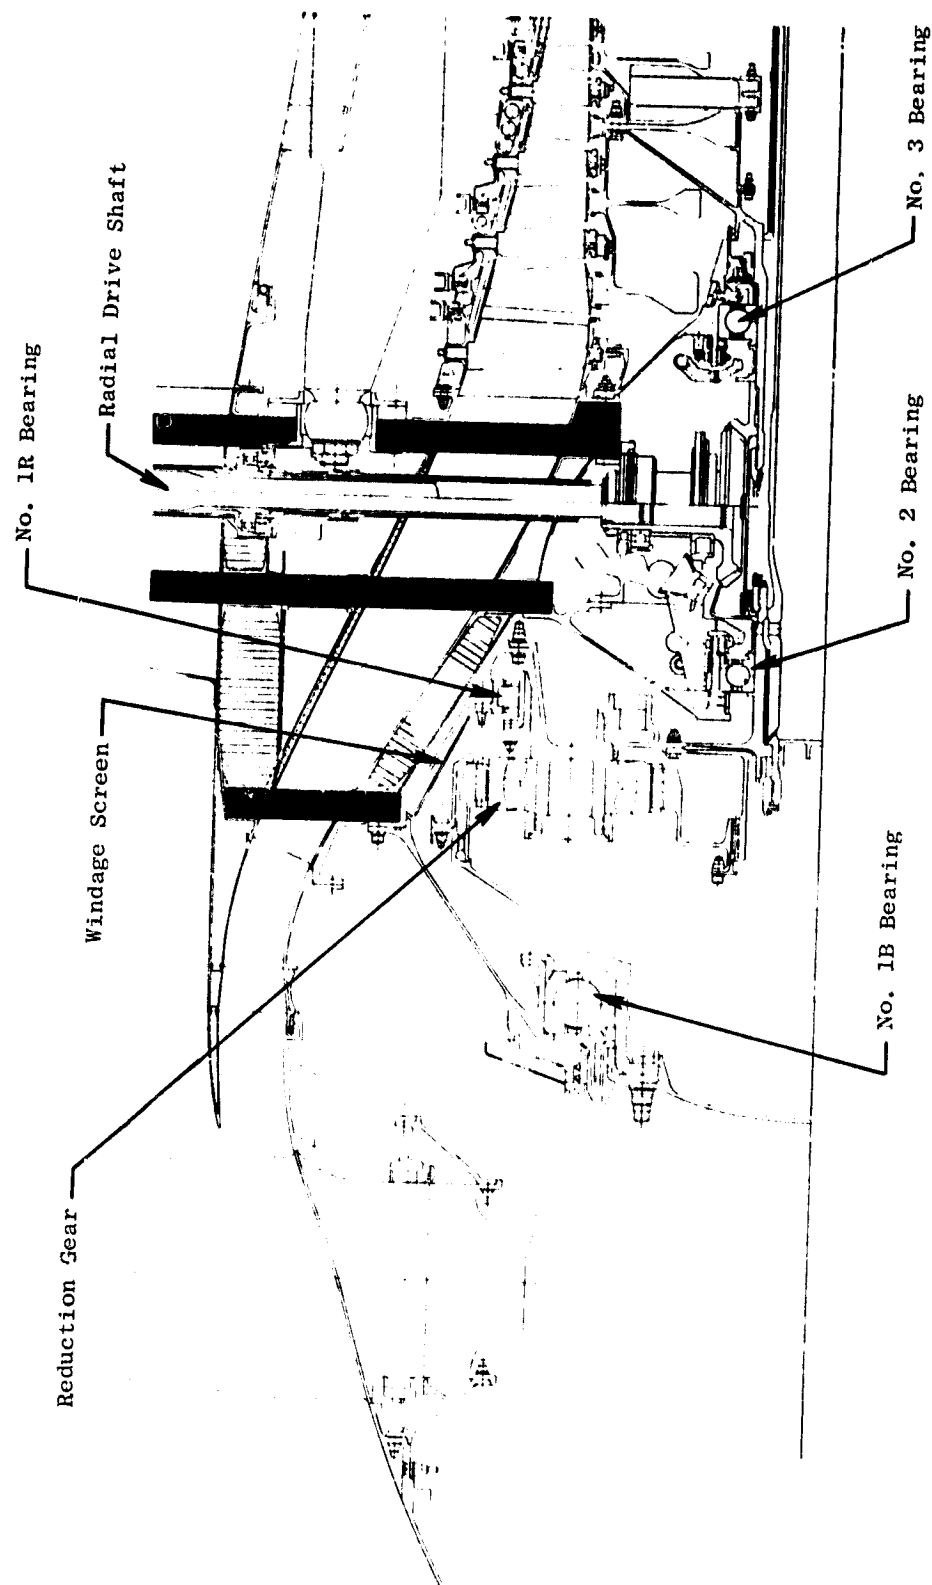 Reduction Gear
Windage Screen
No. 1R Bearing
Radial Drive Shaft
No. 1B Bearing
No. 2 Bearing
No. 3 Bearing